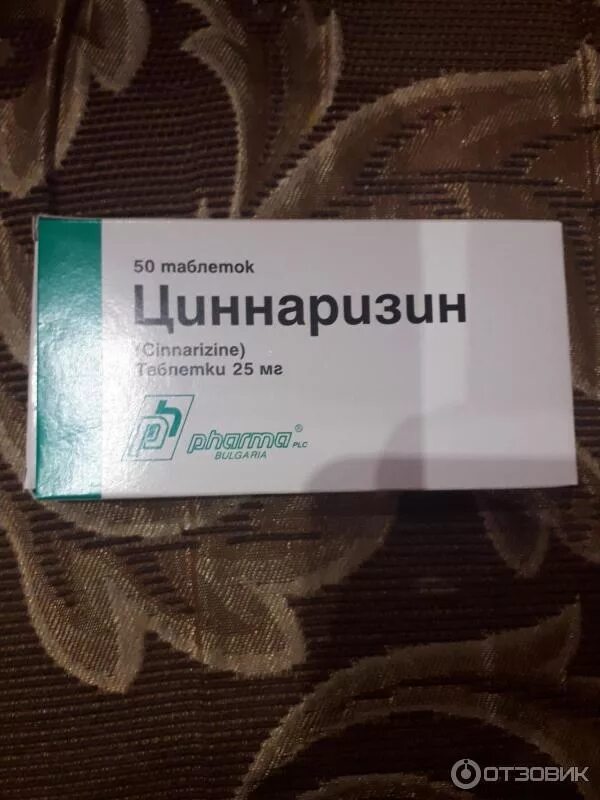 50 таблеток
Циннаризин
(Cinnarizine)
Таблетки 25 мг
pharma® PLC
BULGARIA
ОТЗОВИК